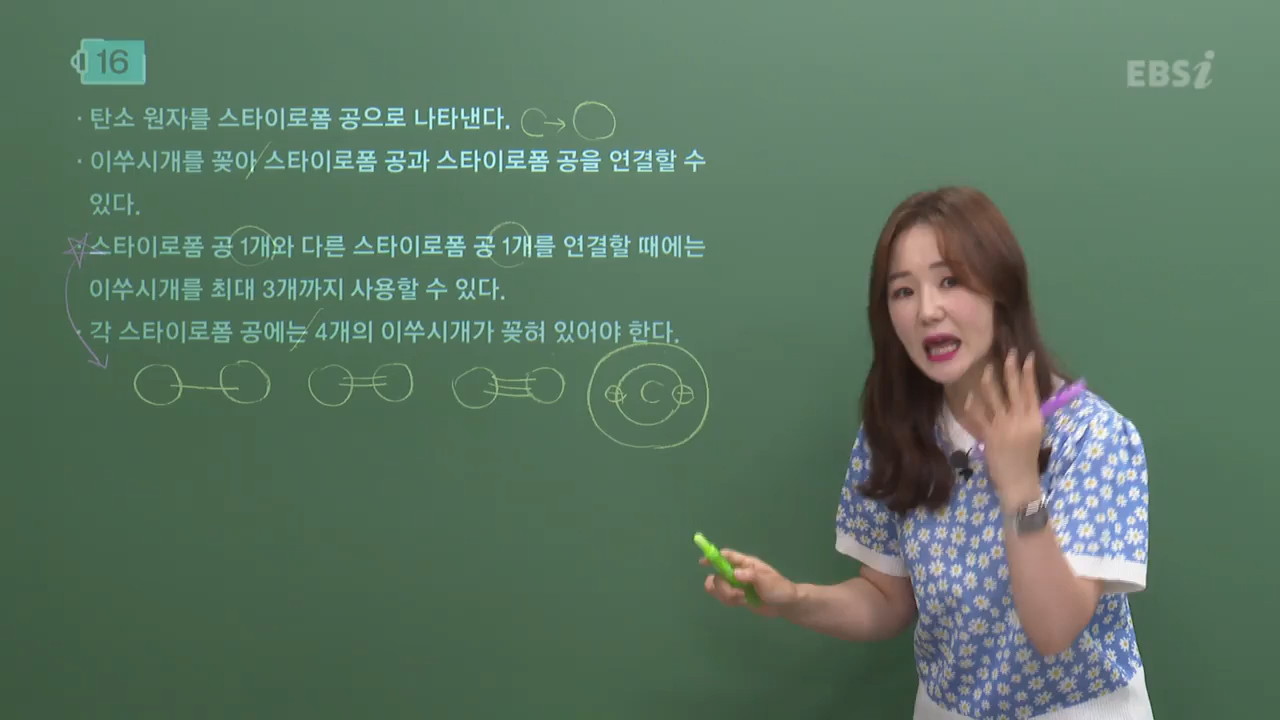 16
EBSi
· 탄소 원자를 스타이로폼 공으로 나타낸다.
· 이쑤시개를 꽂아 스타이로폼 공과 스타이로폼 공을 연결할 수
있다.
· 스타이로폼 공 1개와 다른 스타이로폼 공 1개를 연결할 때에는
이쑤시개를 최대 3개까지 사용할 수 있다.
· 각 스타이로폼 공에는 4개의 이쑤시개가 꽂혀 있어야 한다.
C